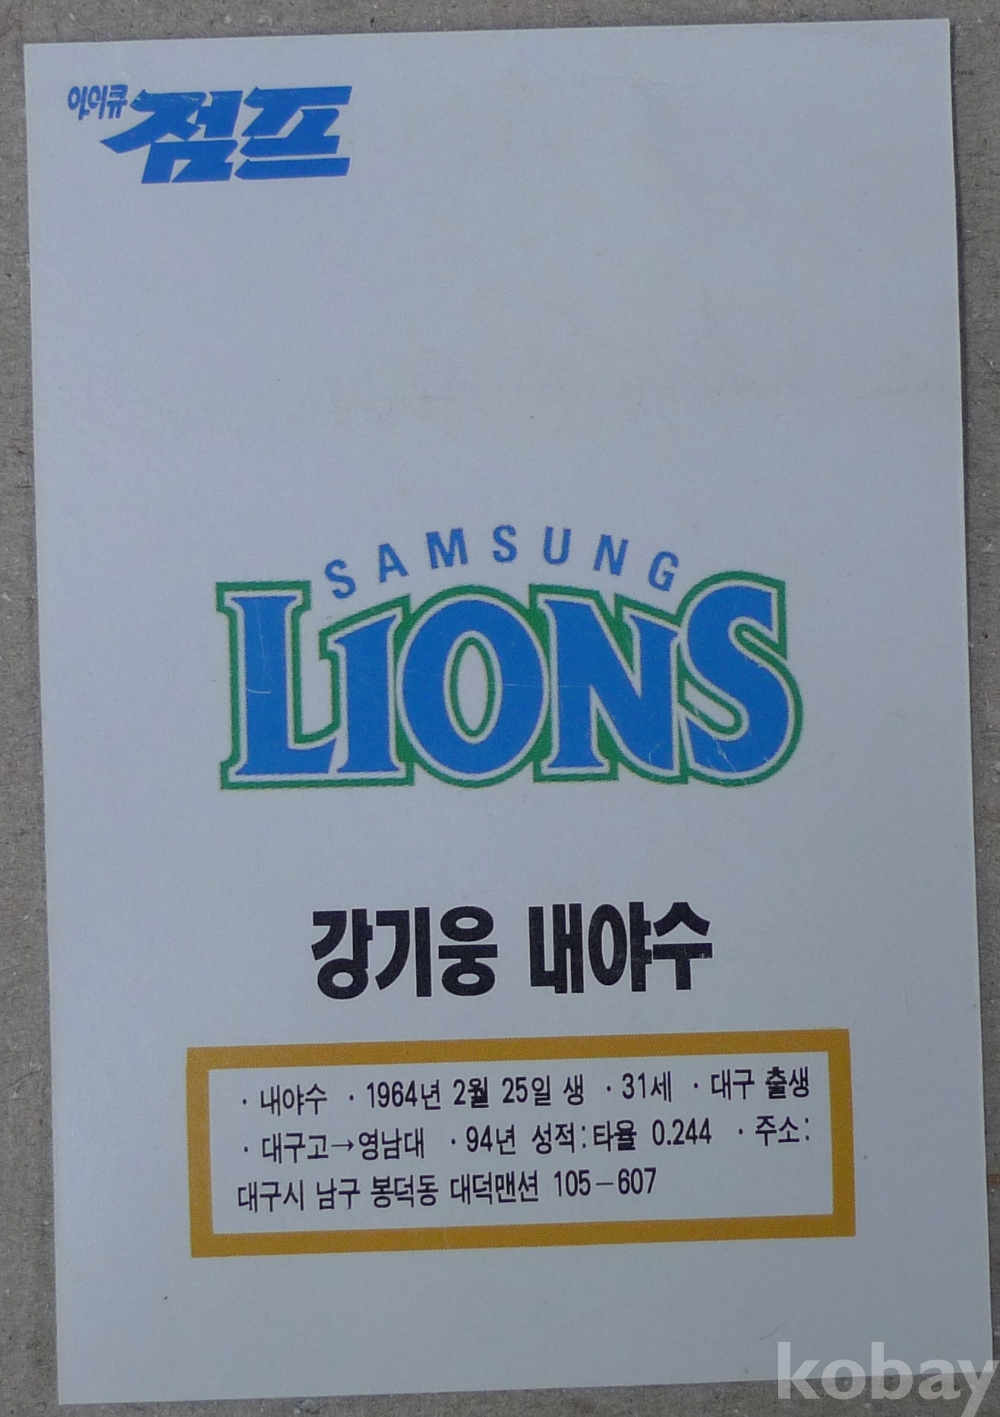 아이큐 점프
SAMSUNG
LIONS
강기웅 내야수
· 내야수 · 1964년 2월 25일 생 · 31세 · 대구 출생
· 대구고→영남대 · 94년 성적:타율 0.244 · 주소:
대구시 남구 봉덕동 대덕맨션 105-607
kobay